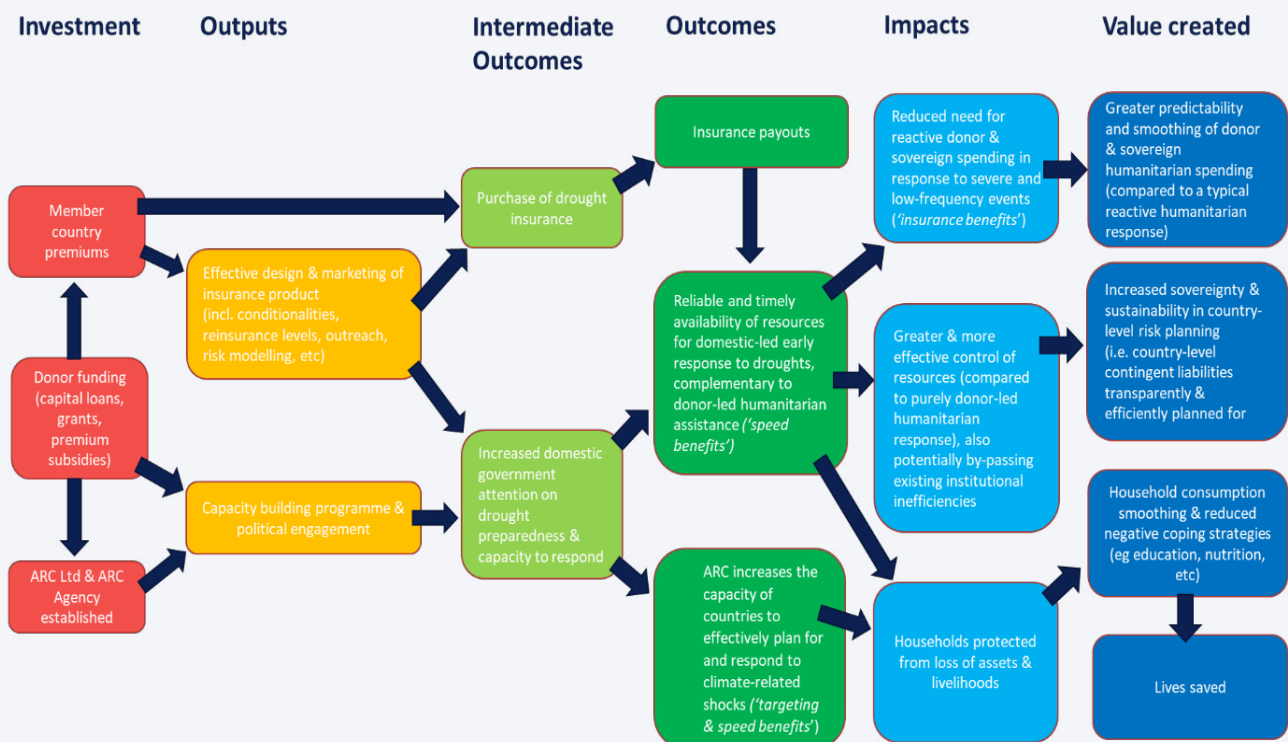 Investment
Outputs
Intermediate
Outcomes
Outcomes
Impacts
Value created
Member
country
premiums
Donor funding
(capital loans,
grants,
premium
subsidies)
ARC Ltd & ARC
Agency
established
Effective design & marketing of
insurance product
(incl. conditionalities,
reinsurance levels, outreach,
risk modelling, etc)
Capacity building programme &
political engagement
Purchase of drought
insurance
Increased domestic
government
attention on
drought
preparedness &
capacity to respond
Insurance payouts
Reliable and timely
availability of resources
for domestic-led early
response to droughts,
complementary to
donor-led humanitarian
assistance (‘speed
benefits’)
ARC increases the
capacity of
countries to
effectively plan for
and respond to
climate-related
shocks (‘targeting
& speed benefits’)
Reduced need for
reactive donor &
sovereign spending in
response to severe and
low-frequency events
(‘insurance benefits’)
Greater & more
effective control of
resources (compared
to purely donor-led
humanitarian
response), also
potentially by-passing
existing institutional
inefficiencies
Households protected
from loss of assets &
livelihoods
Greater predictability
and smoothing of donor
& sovereign
humanitarian spending
(compared to a typical
reactive humanitarian
response)
Increased sovereignty &
sustainability in country-
level risk planning
(i.e. country-level
contingent liabilities
transparently &
efficiently planned for
Household consumption
smoothing & reduced
negative coping strategies
(eg education, nutrition,
etc)
Lives saved